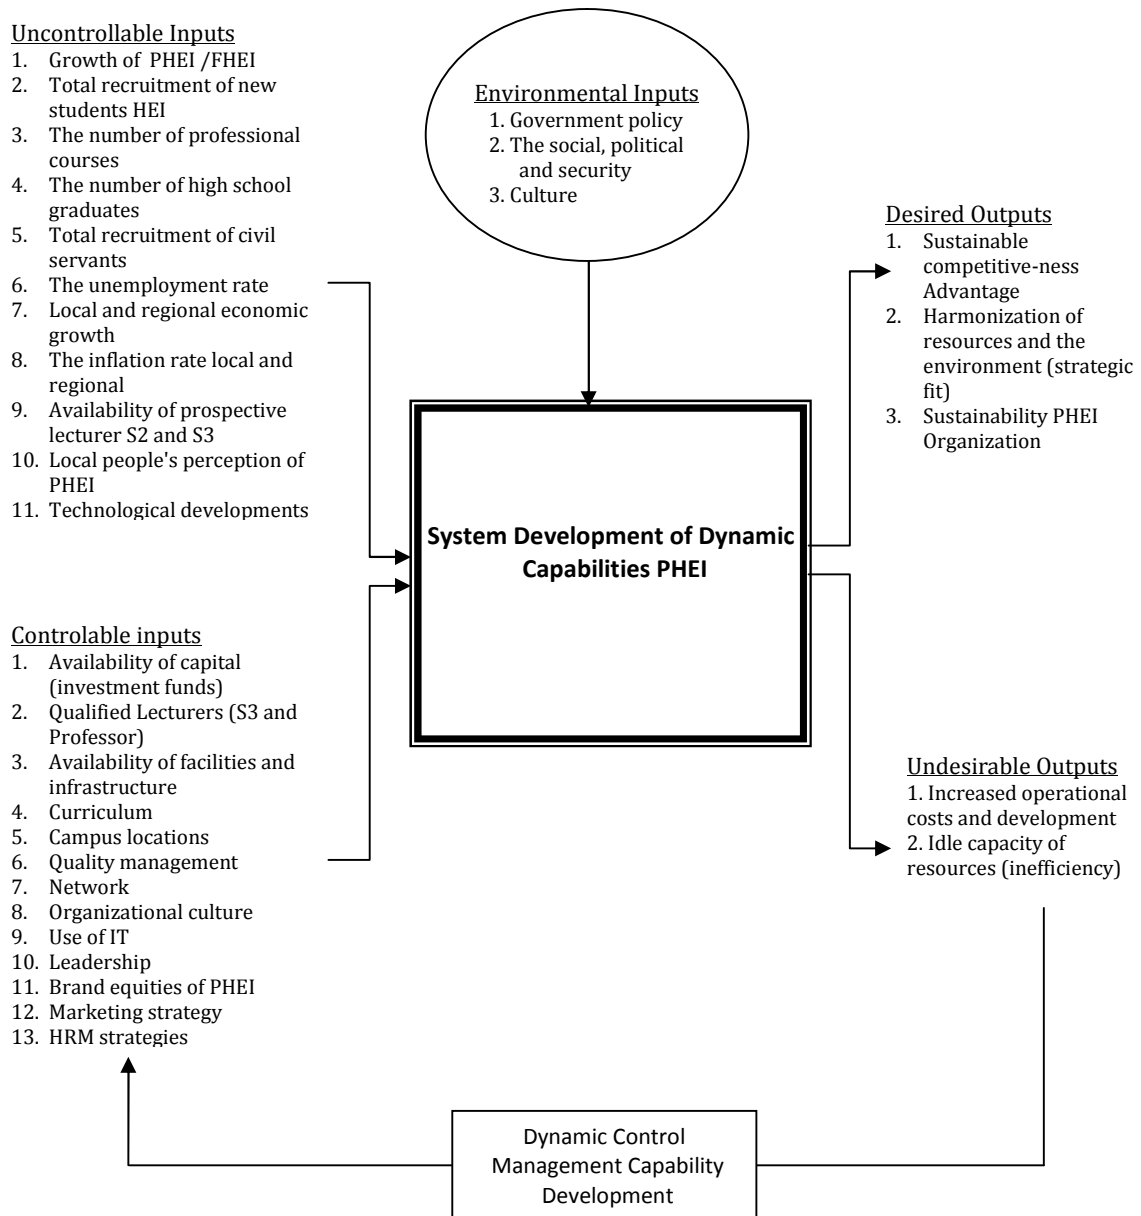 Uncontrollable Inputs
1. Growth of PHEI /FHEI
2. Total recruitment of new
students HEI
3. The number of professional
courses
4. The number of high school
graduates
5. Total recruitment of civil
servants
6. The unemployment rate
7. Local and regional economic
growth
8. The inflation rate local and
regional
9. Availability of prospective
lecturer S2 and S3
10. Local people's perception of
PHEI
11. Technological developments
Environmental Inputs
1. Government policy
2. The social, political
and security
3. Culture
Desired Outputs
1. Sustainable
competitive-ness
Advantage
2. Harmonization of
resources and the
environment (strategic
fit)
3. Sustainability PHEI
Organization
System Development of Dynamic
Capabilities PHEI
Controlable inputs
1. Availability of capital
(investment funds)
2. Qualified Lecturers (S3 and
Professor)
3. Availability of facilities and
infrastructure
4. Curriculum
5. Campus locations
6. Quality management
7. Network
8. Organizational culture
9. Use of IT
10. Leadership
11. Brand equities of PHEI
12. Marketing strategy
13. HRM strategies
Undesirable Outputs
1. Increased operational
costs and development
2. Idle capacity of
resources (inefficiency)
Dynamic Control
Management Capability
Development